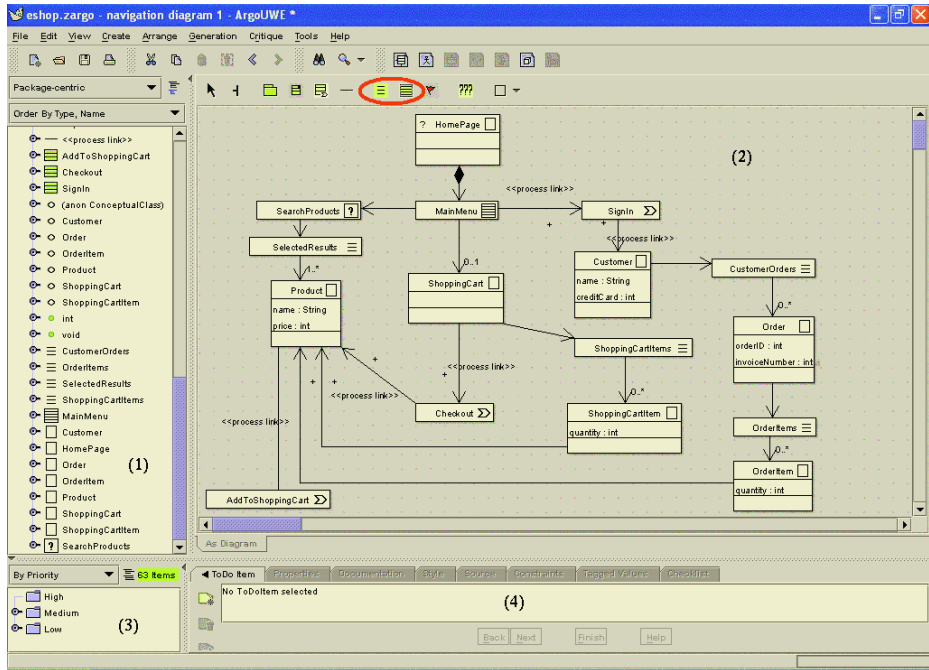 eshop.zargo - navigation diagram 1 - ArgoUWE *
File Edit View Create Arrange Generation Critique Tools Help
Package-centric
???
Order By Type, Name
<<process link>>
AddToShoppingCart
Checkout
SignIn
(anon ConceptualClass)
Customer
Order
OrderItem
Product
ShoppingCart
ShoppingCartItem
int
void
CustomerOrders
OrderItems
SelectedResults
ShoppingCartItems
MainMenu
Customer
HomePage
Order
OrderItem
Product
ShoppingCart
ShoppingCartItem
SearchProducts
(1)
? HomePage
(2)
<<process link>>
SearchProducts ?
MainMenu
SignIn Σ
+
+
<<process link>>
SelectedResults
1..*
0..1
Customer
name : String
creditCard : int
CustomerOrders
0..*
Product
name : String
price : int
ShoppingCart
Order
orderID : int
invoiceNumber : int
ShoppingCartItems
+
<<process link>>
+
+
+
<<process link>>
0..*
Checkout Σ
ShoppingCartItem
quantity : int
<<process link>>
OrderItems
0..*
OrderItem
quantity : int
AddToShoppingCart Σ
As Diagram
By Priority
63 Items
High
Medium
Low
(3)
ToDo Item Properties Documentation Style Source Constraints Tagged Values Checklist
No ToDoItem selected
(4)
Back Next Finish Help